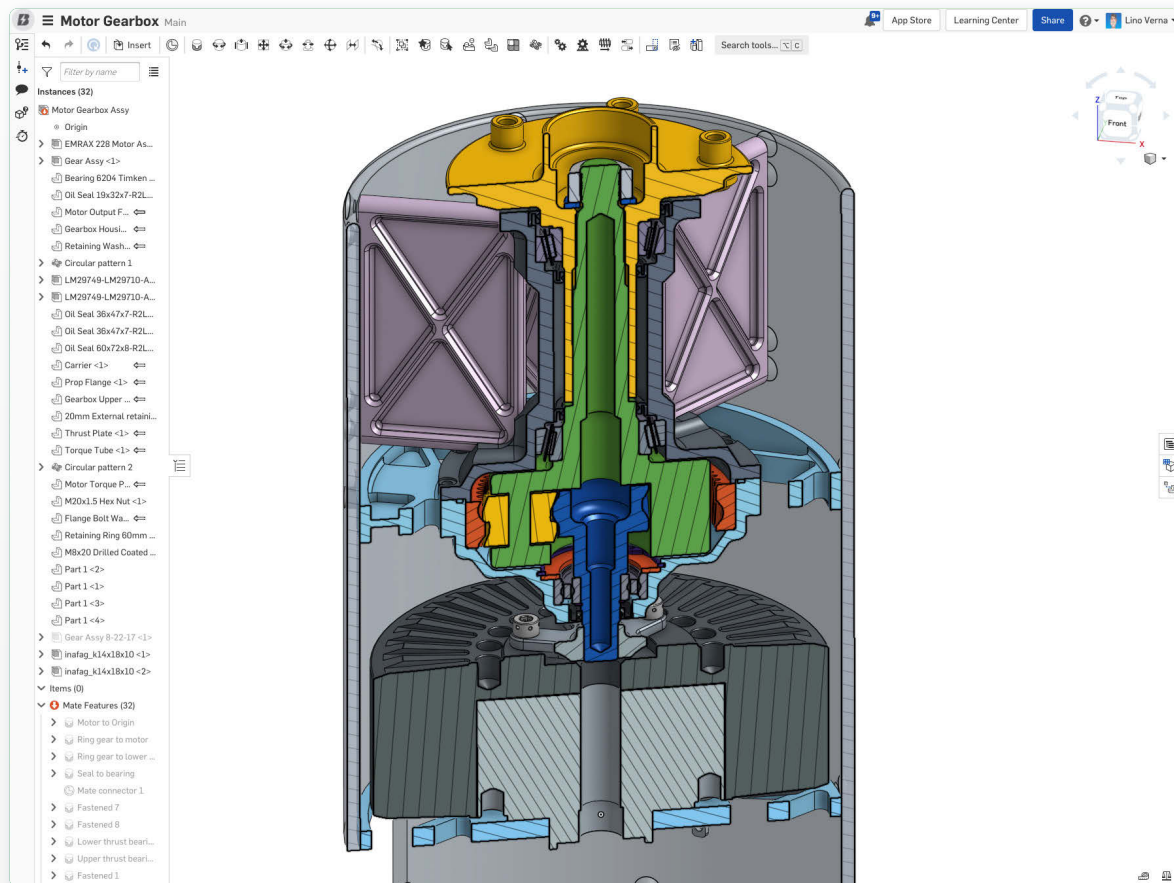 Motor Gearbox Main
9+
App Store
Learning Center
Share
Lino Verna
Insert
Search tools... ⌥ C
Filter by name
Instances (32)
Motor Gearbox Assy
Origin
EMRAX 228 Motor As...
Gear Assy <1>
Bearing 6204 Timken ...
Oil Seal 19x32x7-R2L...
Motor Output F...
Gearbox Housi...
Retaining Wash...
Circular pattern 1
LM29749-LM29710-A...
LM29749-LM29710-A...
Oil Seal 36x47x7-R2L...
Oil Seal 36x47x7-R2L...
Oil Seal 60x72x8-R2L...
Carrier <1>
Prop Flange <1>
Gearbox Upper ...
20mm External retaini...
Thrust Plate <1>
Torque Tube <1>
Circular pattern 2
Motor Torque P...
M20x1.5 Hex Nut <1>
Flange Bolt Wa...
Retaining Ring 60mm ...
M8x20 Drilled Coated ...
Part 1 <2>
Part 1 <1>
Part 1 <3>
Part 1 <4>
Gear Assy 8-22-17 <1>
inafag_k14x18x10 <1>
inafag_k14x18x10 <2>
Items (0)
Mate Features (32)
Motor to Origin
Ring gear to motor
Ring gear to lower ...
Seal to bearing
Mate connector 1
Fastened 7
Fastened 8
Lower thrust beari...
Upper thrust beari...
Fastened 1
Z
Front
X